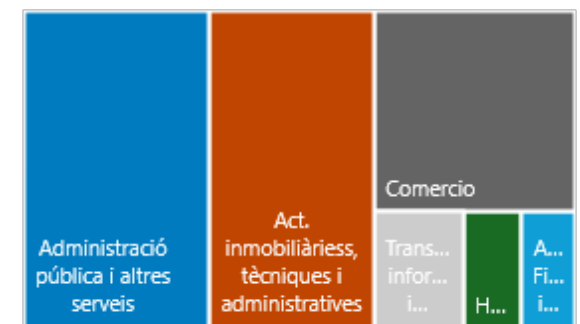 Administració
pública i altres
serveis
Act.
inmobiliàriess,
tècniques i
administratives
Comercio
Trans...
infor...
i...
H...
A...
Fi...
i...